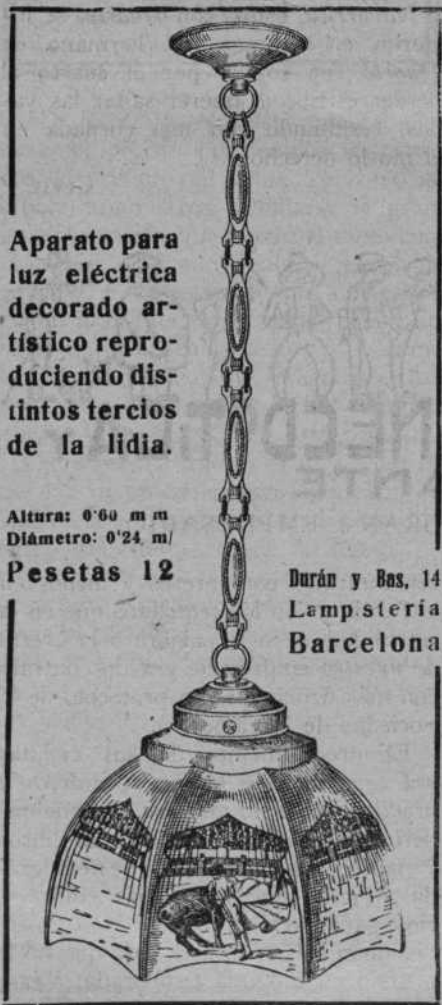 Aparato para
luz eléctrica
decorado ar-
tístico repro-
duciendo dis-
tintos tercios
de la lidia.
Altura: 0'60 m m
Diámetro: 0'24 m/
Pesetas 12
Durán y Bas, 14
Lampistería
Barcelona